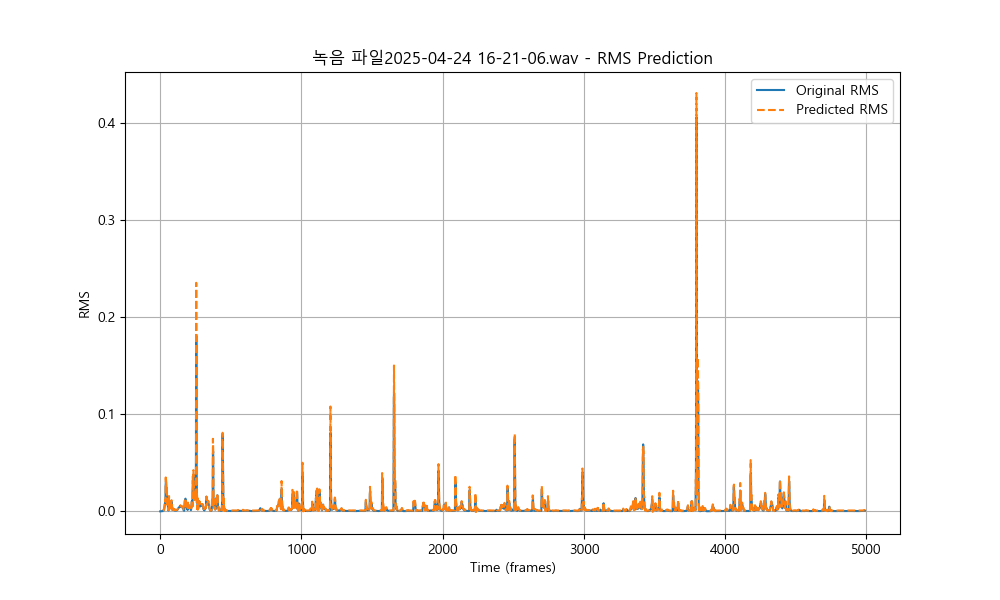 녹음 파일2025-04-24 16-21-06.wav - RMS Prediction
Original RMS
Predicted RMS
0.4
0.3
0.2
0.1
0.0
RMS
0 1000 2000 3000 4000 5000
Time (frames)